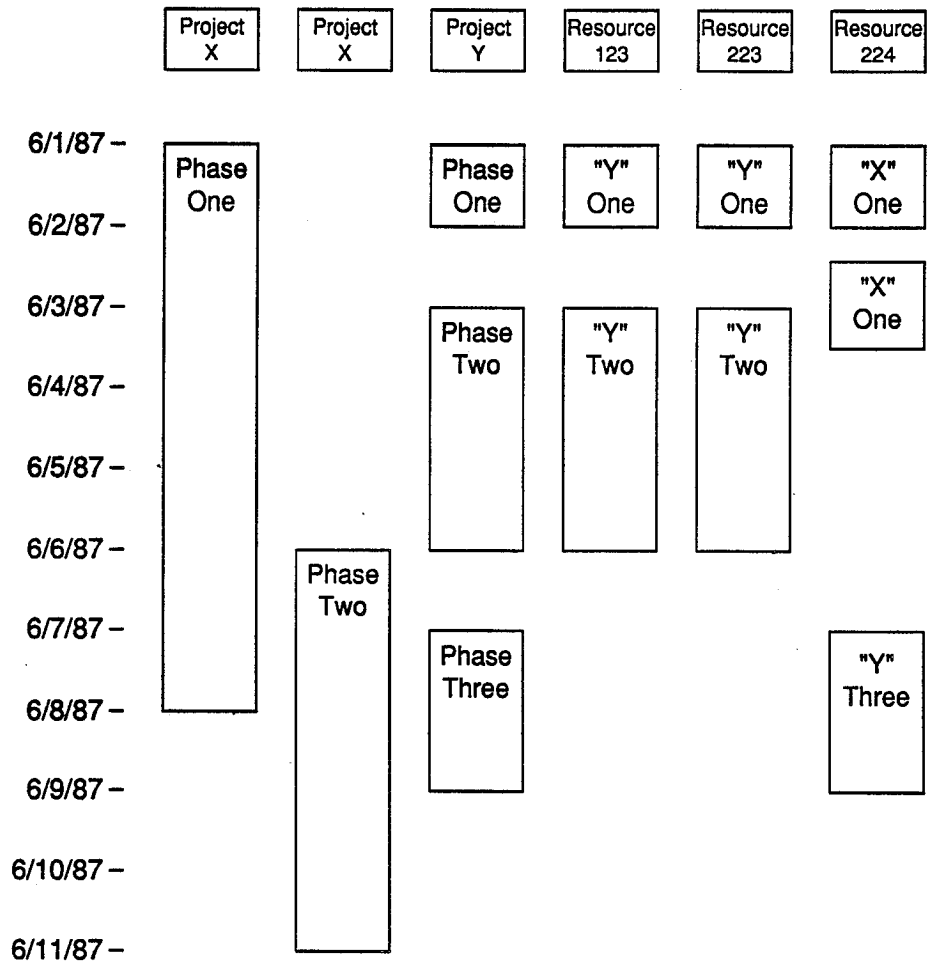 Project
X
Project
X
Project
Y
Resource
123
Resource
223
Resource
224
6/1/87 –
6/2/87 –
6/3/87 –
6/4/87 –
6/5/87 –
6/6/87 –
6/7/87 –
6/8/87 –
6/9/87 –
6/10/87 –
6/11/87 –
Phase
One
Phase
Two
Phase
One
Phase
Two
Phase
Three
"Y"
One
"Y"
Two
"Y"
One
"Y"
Two
"X"
One
"X"
One
"Y"
Three